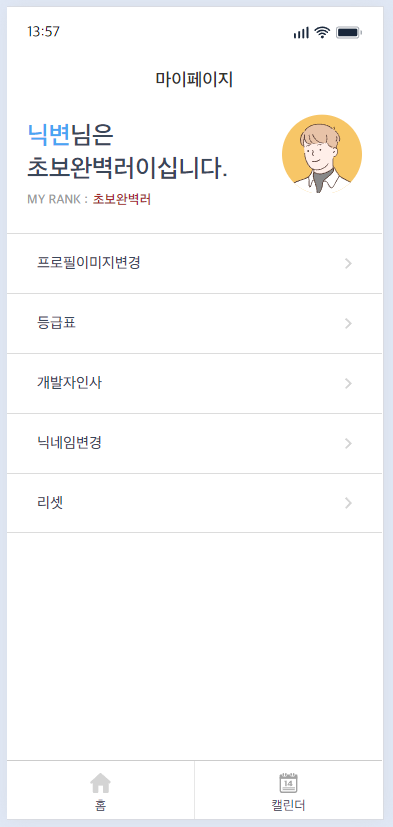 13:57
마이페이지
닉변님은
초보완벽러이십니다.
MY RANK : 초보완벽러
프로필이미지변경
등급표
개발자인사
닉네임변경
리셋
14
홈
캘린더